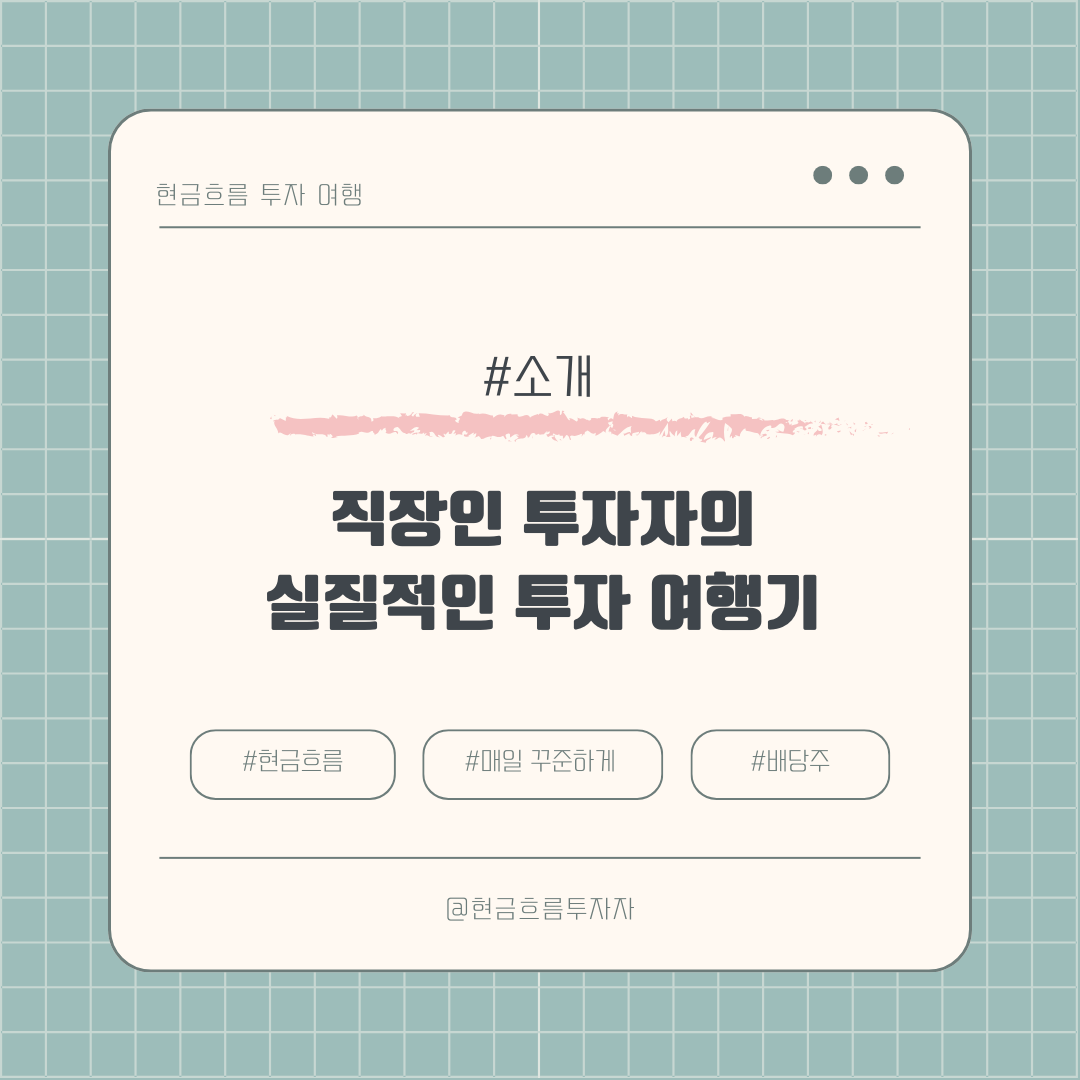 현금흐름 투자 여행
#소개
직장인 투자자의
실질적인 투자 여행기
#현금흐름
#매일 꾸준하게
#배당주
@현금흐름투자자